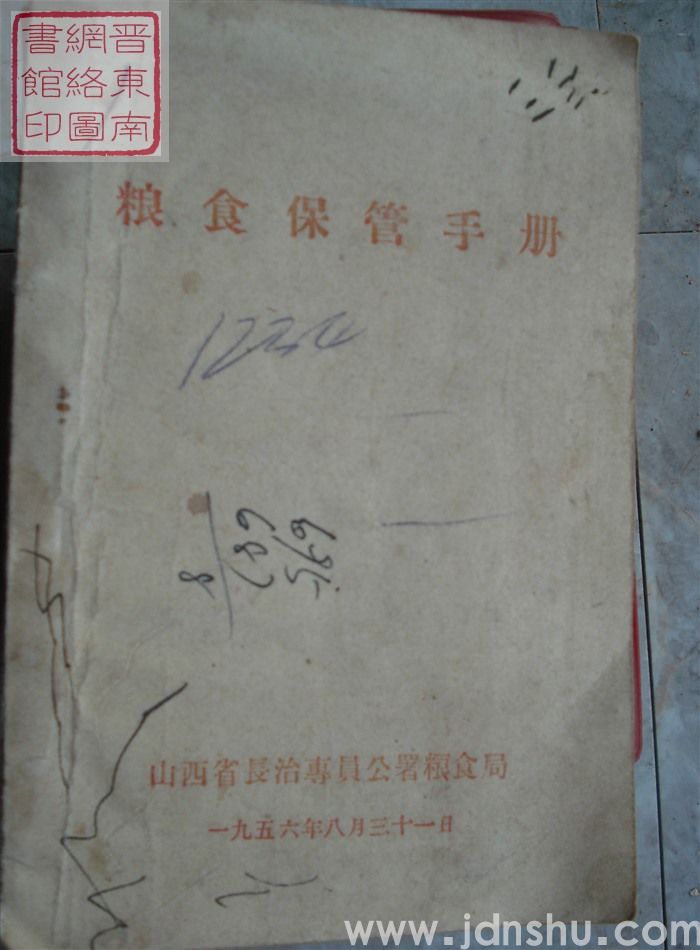 晋東南
網絡圖
書館印
粮食保管手册
1234
山西省長治專員公署粮食局
一九五六年八月三十一日
www.jdnshu.com